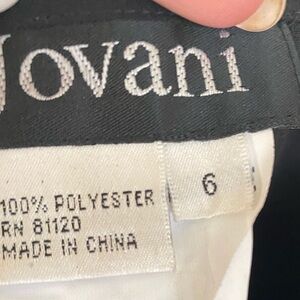 Jovani
100% POLYESTER
RN 81120
MADE IN CHINA
6